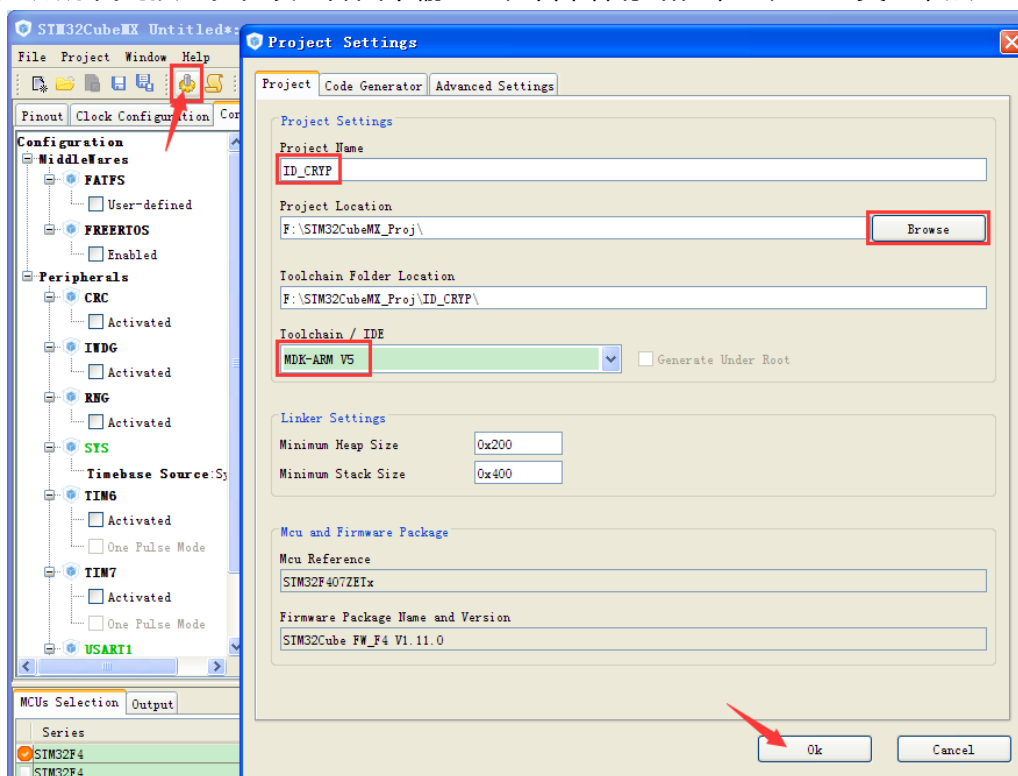 STM32CubeMX Untitled*:
File Project Window Help
Pinout Clock Configuration Con
Configuration
MiddleWares
FATFS
User-defined
FREERTOS
Enabled
Peripherals
CRC
Activated
IWDG
Activated
RNG
Activated
SYS
Timebase Source:Sy
TIM6
Activated
One Pulse Mode
TIM7
Activated
One Pulse Mode
USART1
MCUs Selection Output
Series
STM32F4
STM32F4
Project Settings
Project Code Generator Advanced Settings
Project Settings
Project Name
ID_CRYP
Project Location
F:\STM32CubeMX_Proj\ Browse
Toolchain Folder Location
F:\STM32CubeMX_Proj\ID_CRYP\
Toolchain / IDE
MDK-ARM V5 Generate Under Root
Linker Settings
Minimum Heap Size 0x200
Minimum Stack Size 0x400
Mcu and Firmware Package
Mcu Reference
STM32F407ZETx
Firmware Package Name and Version
STM32Cube FW_F4 V1.11.0
Ok Cancel